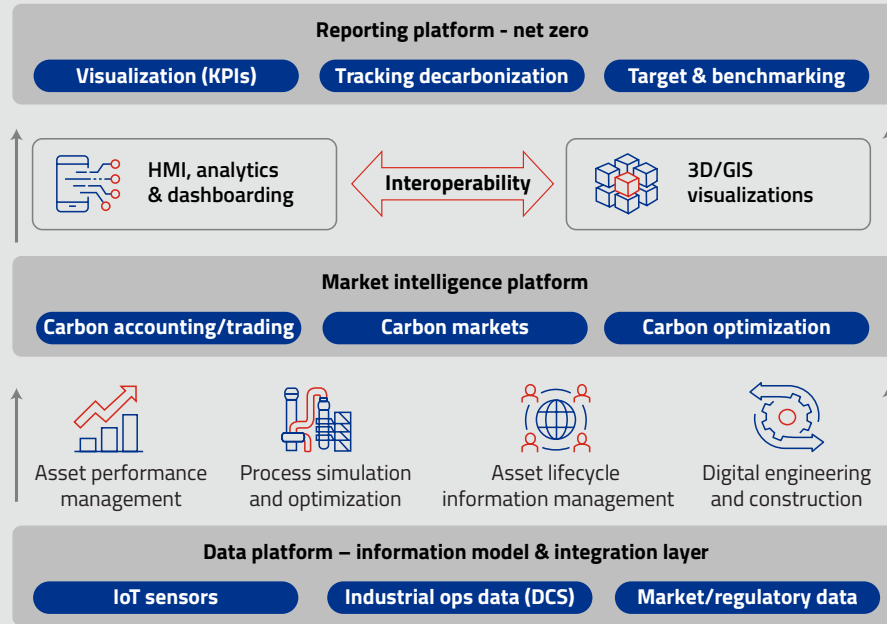 Reporting platform - net zero
Visualization (KPIs)
Tracking decarbonization
Target & benchmarking
HMI, analytics
& dashboarding
Interoperability
3D/GIS
visualizations
Market intelligence platform
Carbon accounting/trading
Carbon markets
Carbon optimization
Asset performance
management
Process simulation
and optimization
Asset lifecycle
information management
Digital engineering
and construction
Data platform – information model & integration layer
IoT sensors
Industrial ops data (DCS)
Market/regulatory data